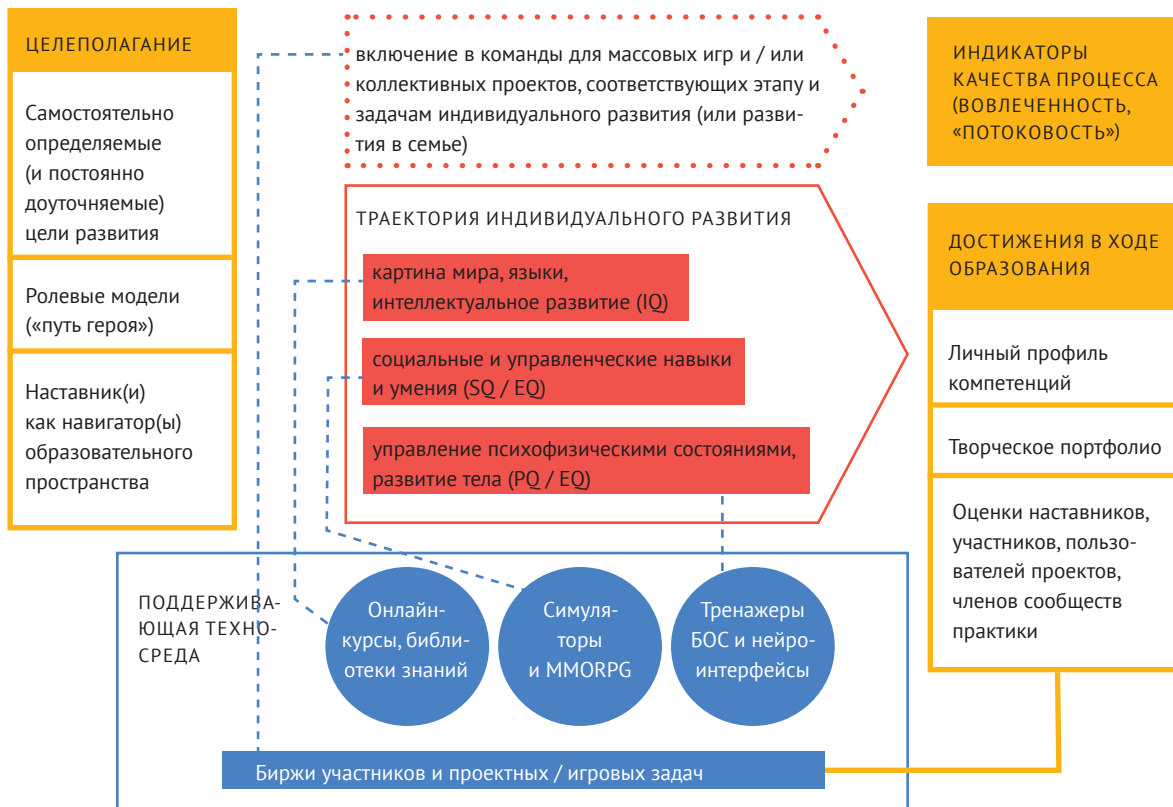 ЦЕЛЕПОЛАГАНИЕ
Самостоятельно
определяемые
(и постоянно
доуточняемые)
цели развития
Ролевые модели
(«путь героя»)
Наставник(и)
как навигатор(ы)
образовательного
пространства
включение в команды для массовых игр и / или
коллективных проектов, соответствующих этапу и
задачам индивидуального развития (или разви-
тия в семье)
ТРАЕКТОРИЯ ИНДИВИДУАЛЬНОГО РАЗВИТИЯ
картина мира, языки,
интеллектуальное развитие (IQ)
социальные и управленческие навыки
и умения (SQ / EQ)
управление психофизическими состояниями,
развитие тела (PQ / EQ)
ИНДИКАТОРЫ
КАЧЕСТВА ПРОЦЕССА
(ВОВЛЕЧЕННОСТЬ,
«ПОТОКОВОСТЬ»)
ДОСТИЖЕНИЯ В ХОДЕ
ОБРАЗОВАНИЯ
Личный профиль
компетенций
Творческое портфолио
Оценки наставников,
участников, пользо-
вателей проектов,
членов сообществ
практики
ПОДДЕРЖИВА-
ЮЩАЯ ТЕХНО-
СРЕДА
Онлайн-
курсы, библи-
отеки знаний
Симуля-
торы
и MMORPG
Тренажеры
БОС и нейро-
интерфейсы
Биржи участников и проектных / игровых задач